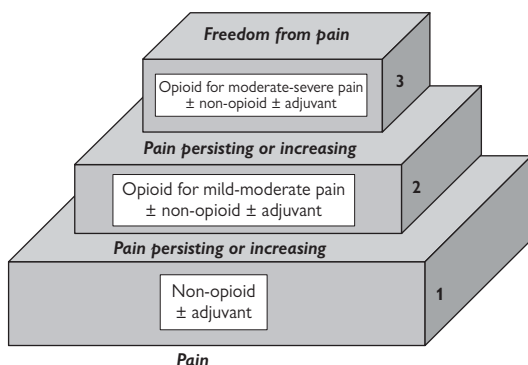 Freedom from pain
Opioid for moderate-severe pain
± non-opioid ± adjuvant
3
Pain persisting or increasing
Opioid for mild-moderate pain
± non-opioid ± adjuvant
2
Pain persisting or increasing
Non-opioid
± adjuvant
1
Pain